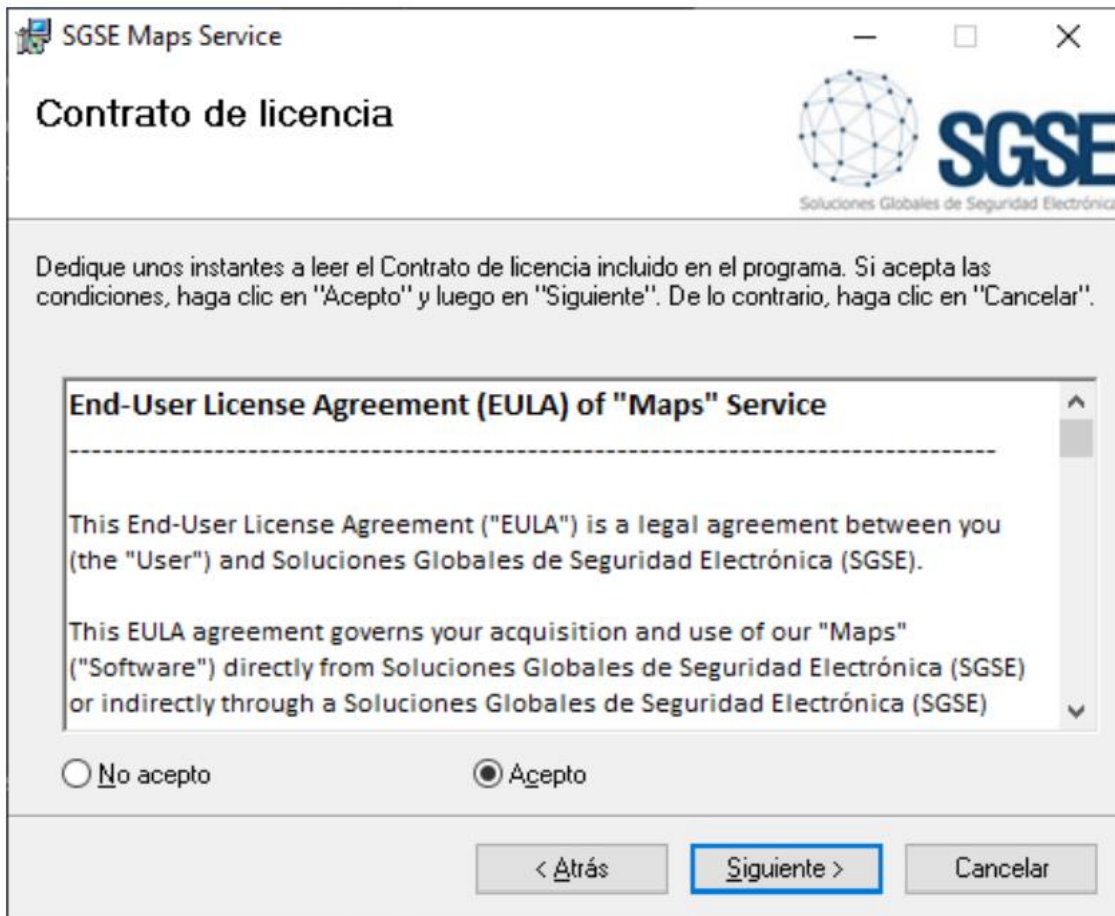 SGSE Maps Service
Contrato de licencia
SGSE
Soluciones Globales de Seguridad Electrónica
Dedique unos instantes a leer el Contrato de licencia incluido en el programa. Si acepta las
condiciones, haga clic en "Acepto" y luego en "Siguiente". De lo contrario, haga clic en "Cancelar".
End-User License Agreement (EULA) of "Maps" Service
-----------------------------------------------------------------------------------
This End-User License Agreement ("EULA") is a legal agreement between you
(the "User") and Soluciones Globales de Seguridad Electrónica (SGSE).
This EULA agreement governs your acquisition and use of our "Maps"
("Software") directly from Soluciones Globales de Seguridad Electrónica (SGSE)
or indirectly through a Soluciones Globales de Seguridad Electrónica (SGSE)
No acepto
Acepto
< Atrás
Siguiente >
Cancelar